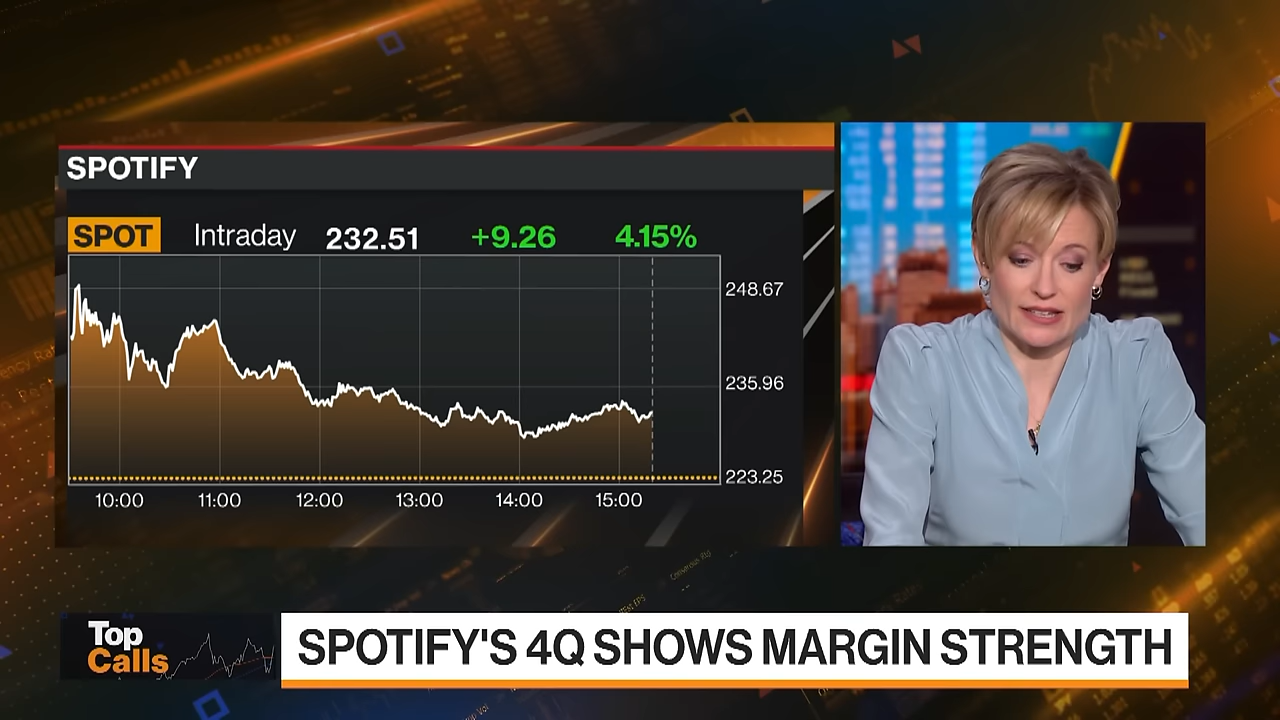 SPOTIFY
SPOT Intraday 232.51 +9.26 4.15%
248.67
235.96
223.25
10:00 11:00 12:00 13:00 14:00 15:00
Top
Calls
SPOTIFY'S 4Q SHOWS MARGIN STRENGTH